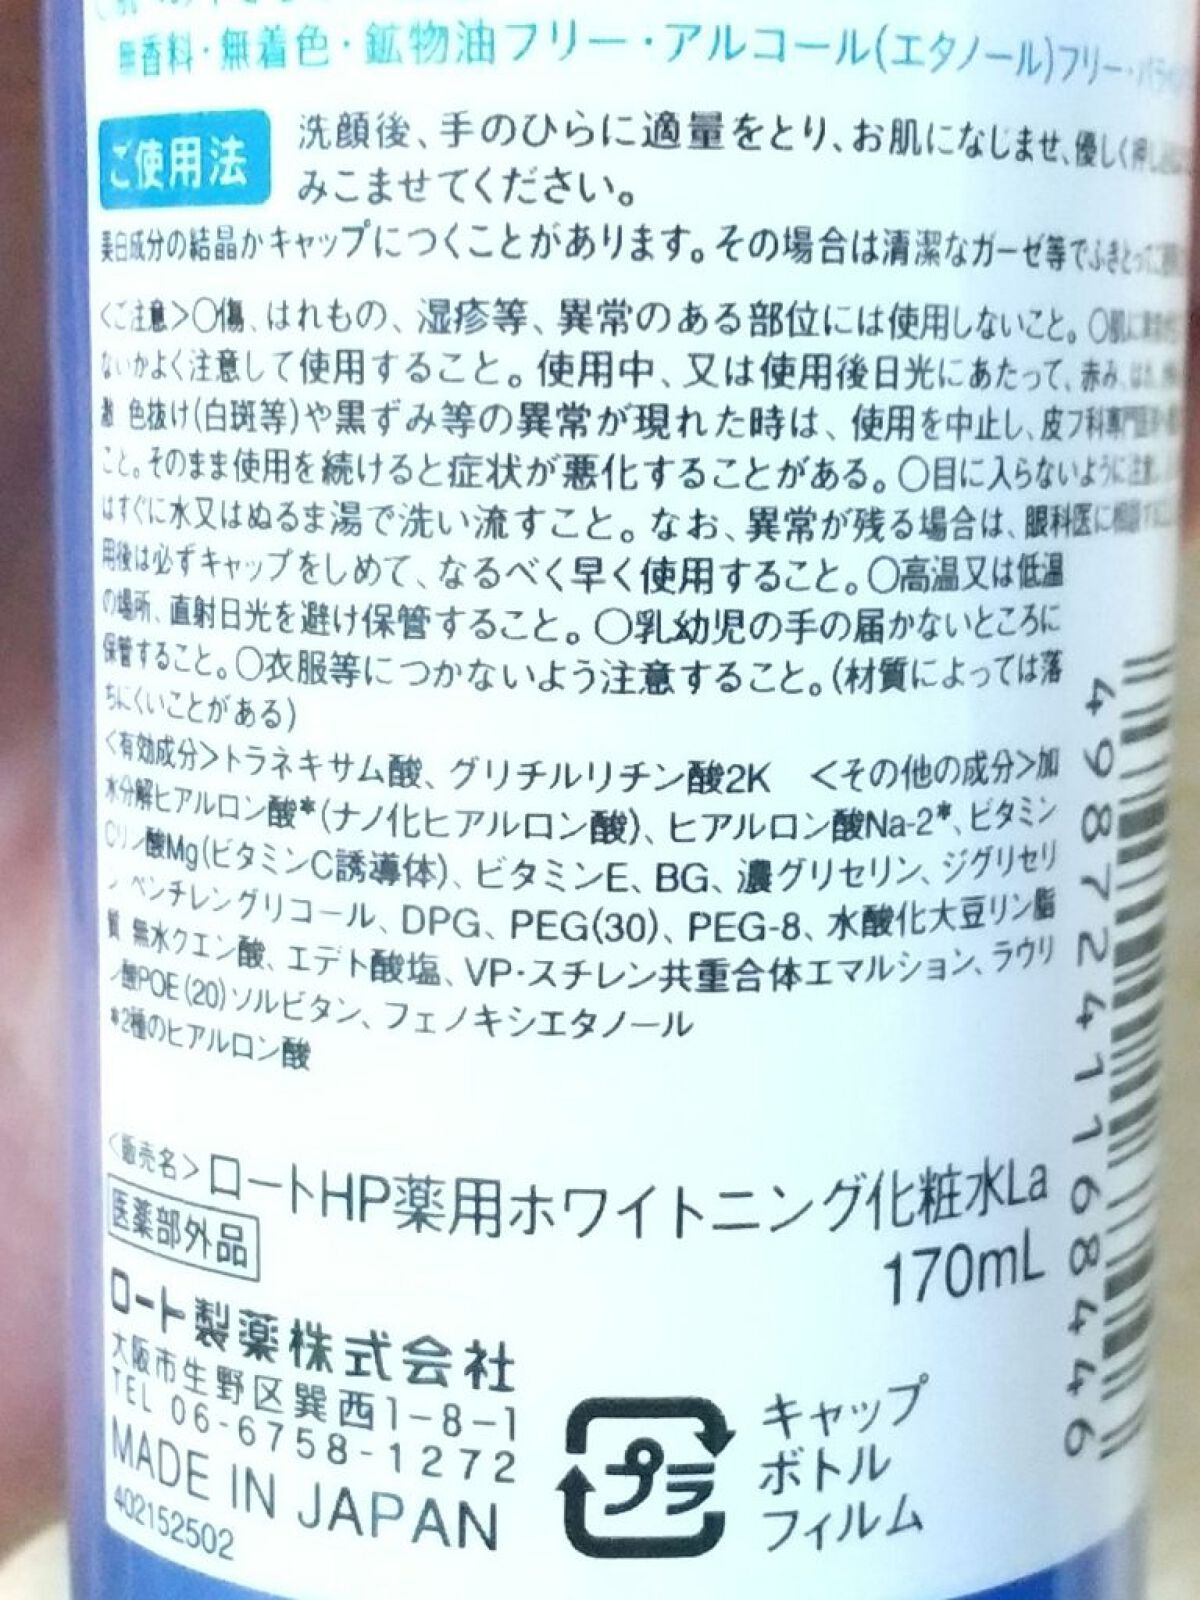 無香料・無着色・鉱物油フリー・アルコール(エタノール)フリー・
ご使用法
洗顔後、手のひらに適量をとり、お肌になじませ、優しく押し
みこませてください。
美白成分の結晶がキャップにつくことがあります。その場合は清潔なガーゼ等でふきとって
<ご注意>○傷、はれもの、湿疹等、異常のある部位には使用しないこと。○肌に
ないかよく注意して使用すること。使用中、又は使用後日光にあたって、赤み、はれ、
激、色抜け(白斑等)や黒ずみ等の異常が現れた時は、使用を中止し、皮フ科専門医
こと。そのまま使用を続けると症状が悪化することがある。○目に入らないように注意し、
はすぐに水又はぬるま湯で洗い流すこと。なお、異常が残る場合は、眼科医に相談する
用後は必ずキャップをしめて、なるべく早く使用すること。○高温又は低温
の場所、直射日光を避け保管すること。○乳幼児の手の届かないところに
保管すること。○衣服等につかないよう注意すること。(材質によっては落
ちにくいことがある)
<有効成分>トラネキサム酸、グリチルリチン酸2K <その他の成分>加
水分解ヒアルロン酸*(ナノ化ヒアルロン酸)、ヒアルロン酸Na-2*、ビタミン
Cリン酸Mg(ビタミンC誘導体)、ビタミンE、BG、濃グリセリン、ジグリセリ
ン、ペンチレングリコール、DPG、PEG(30)、PEG-8、水酸化大豆リン脂
質、無水クエン酸、エデト酸塩、VP・スチレン共重合体エマルション、ラウリ
ン酸POE(20)ソルビタン、フェノキシエタノール
*2種のヒアルロン酸
<販売名>ロートHP薬用ホワイトニング化粧水La
医薬部外品
170mL
ロート製薬株式会社
大阪市生野区巽西1-8-1
TEL 06-6758-1272
MADE IN JAPAN
402152502
プラ
キャップ
ボトル
フィルム
4987241168446